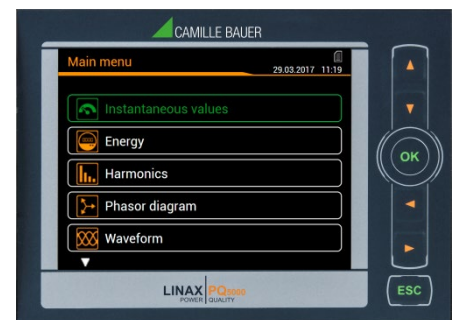 CAMILLE BAUER
Main menu
29.03.2017 11:19
Instantaneous values
Energy
Harmonics
Phasor diagram
Waveform
OK
LINAX PQ5000
POWER QUALITY
ESC